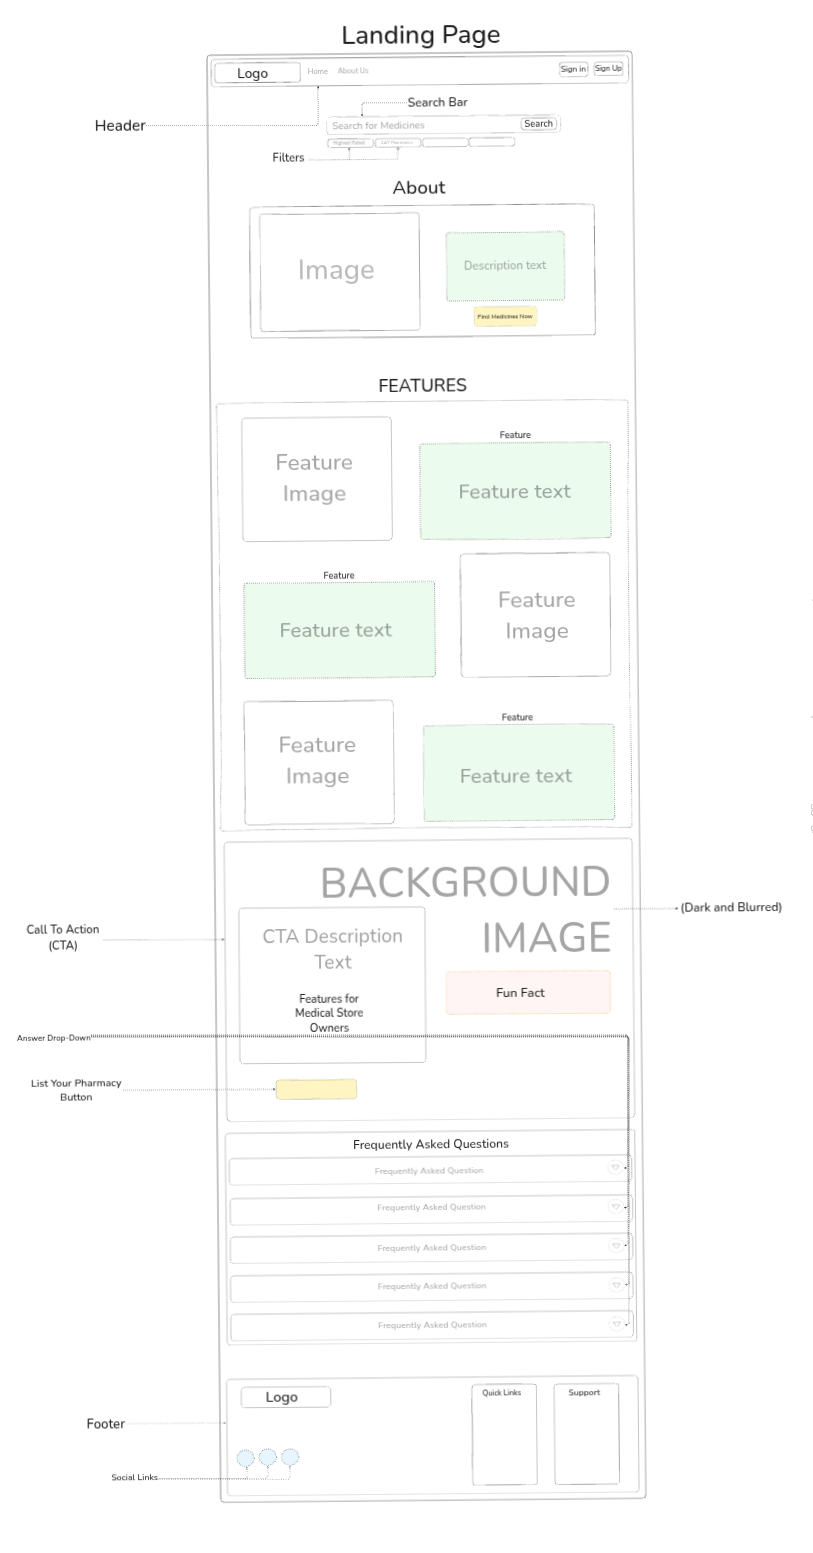 Landing Page
Logo
Home
About Us
Sign in
Sign Up
Search Bar
Header
Search for Medicines
Search
Highest Rated
24/7 Pharmacies
Filters
About
Image
Description text
Find Medicines Now
FEATURES
Feature
Image
Feature
Feature text
Feature
Feature text
Feature
Image
Feature
Image
Feature
Feature text
BACKGROUND
IMAGE
(Dark and Blurred)
Call To Action
(CTA)
CTA Description
Text
Features for
Medical Store
Owners
Fun Fact
Answer Drop-Down
List Your Pharmacy
Button
Frequently Asked Questions
Frequently Asked Question
Frequently Asked Question
Frequently Asked Question
Frequently Asked Question
Frequently Asked Question
Logo
Quick Links
Support
Footer
Social Links